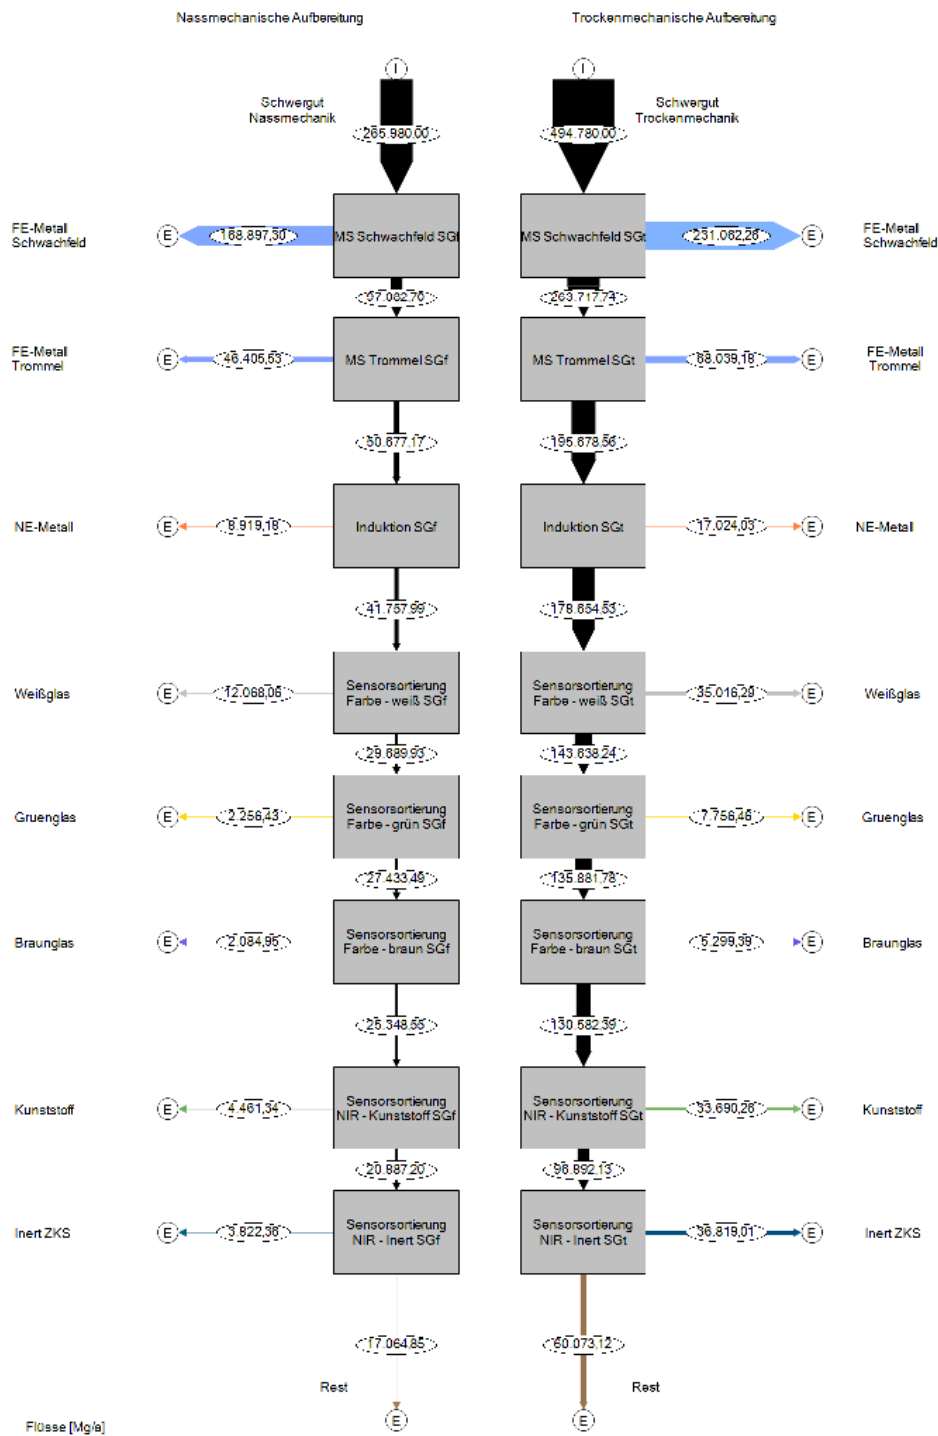 Nassmechanische Aufbereitung
Trockenmechanische Aufbereitung
I
I
Schwergut
Nassmechanik
265.980,00
494.780,00
Schwergut
Trockenmechanik
FE-Metall
Schwachfeld
E
168.897,30
MS Schwachfeld SGf
MS Schwachfeld SGt
231.062,26
E
FE-Metall
Schwachfeld
97.082,70
263.717,74
FE-Metall
Trommel
E
46.405,53
MS Trommel SGf
MS Trommel SGt
68.039,18
E
FE-Metall
Trommel
50.677,17
195.678,56
NE-Metall
E
8.919,18
Induktion SGf
Induktion SGt
17.024,03
E
NE-Metall
41.757,99
178.654,53
Weißglas
E
12.068,06
Sensorsortierung
Farbe - weiß SGf
Sensorsortierung
Farbe - weiß SGt
35.016,29
E
Weißglas
29.689,93
143.638,24
Gruenglas
E
2.256,43
Sensorsortierung
Farbe - grün SGf
Sensorsortierung
Farbe - grün SGt
7.756,46
E
Gruenglas
27.433,49
135.881,78
Braunglas
E
2.084,95
Sensorsortierung
Farbe - braun SGf
Sensorsortierung
Farbe - braun SGt
5.299,39
E
Braunglas
25.348,55
130.582,39
Kunststoff
E
4.461,34
Sensorsortierung
NIR - Kunststoff SGf
Sensorsortierung
NIR - Kunststoff SGt
33.690,26
E
Kunststoff
20.887,20
96.892,13
Inert ZKS
E
3.822,36
Sensorsortierung
NIR - Inert SGf
Sensorsortierung
NIR - Inert SGt
36.819,01
E
Inert ZKS
17.064,85
60.073,12
Rest
Rest
E
E
Flüsse [Mg/a]